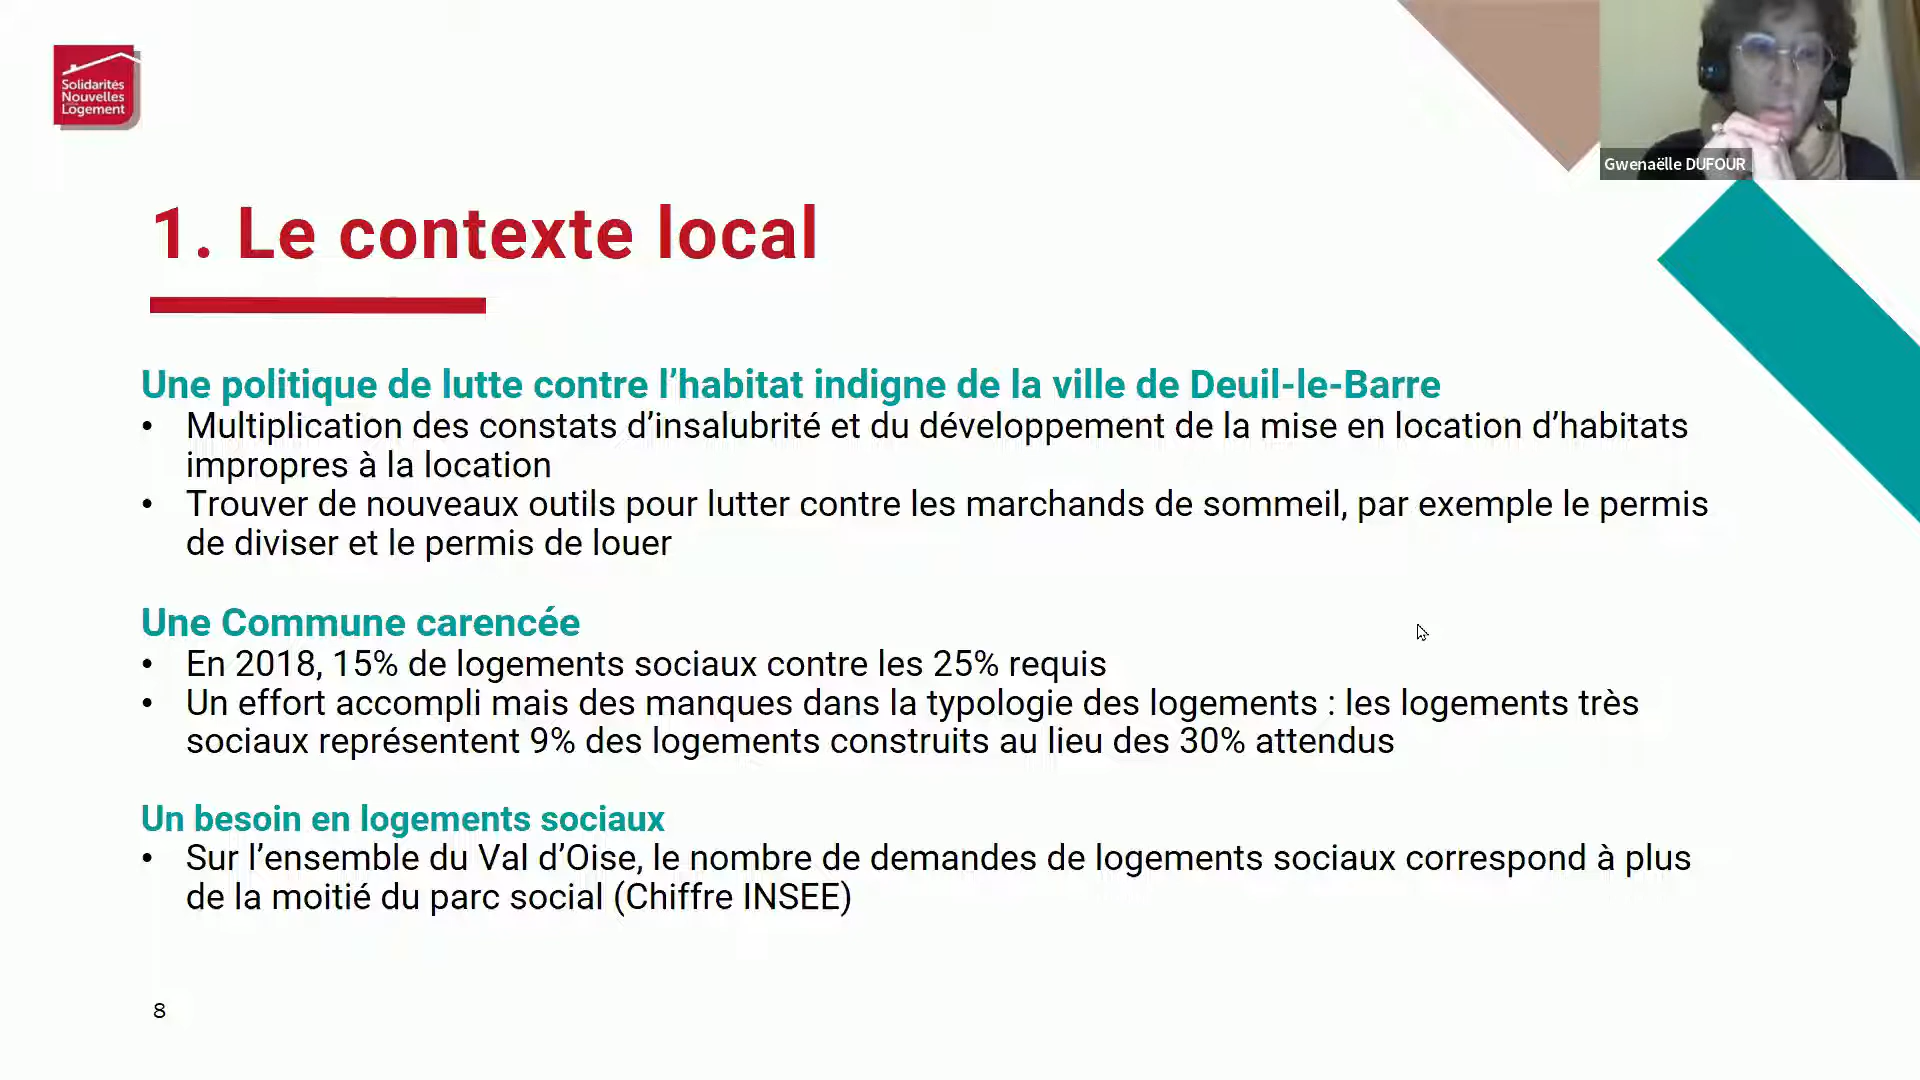 Solidarités
Nouvelles
Logement
Gwenaëlle DUFOUR
1. Le contexte local
Une politique de lutte contre l’habitat indigne de la ville de Deuil-le-Barre
• Multiplication des constats d’insalubrité et du développement de la mise en location d’habitats
impropres à la location
• Trouver de nouveaux outils pour lutter contre les marchands de sommeil, par exemple le permis
de diviser et le permis de louer
Une Commune carencée
• En 2018, 15% de logements sociaux contre les 25% requis
• Un effort accompli mais des manques dans la typologie des logements : les logements très
sociaux représentent 9% des logements construits au lieu des 30% attendus
Un besoin en logements sociaux
• Sur l’ensemble du Val d’Oise, le nombre de demandes de logements sociaux correspond à plus
de la moitié du parc social (Chiffre INSEE)
8